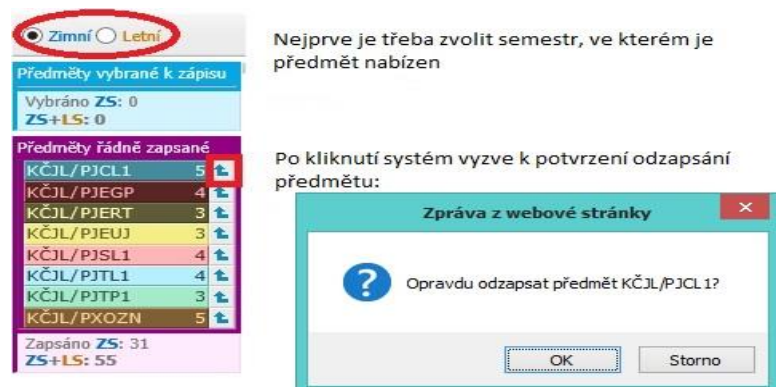 Zimní Letní
Nejprve je třeba zvolit semestr, ve kterém je
předmět nabízen
Předměty vybrané k zápisu
Vybráno ZS: 0
ZS+LS: 0
Předměty řádně zapsané
KČJL/PJCL1 5
KČJL/PJEGP 4
KČJL/PJERT 3
KČJL/PJEUJ 3
KČJL/PJSL1 4
KČJL/PJTL1 4
KČJL/PJTP1 3
KČJL/PXOZN 5
Zapsáno ZS: 31
ZS+LS: 55
Po kliknutí systém vyzve k potvrzení odzapsání
předmětu:
Zpráva z webové stránky
Opravdu odzapsat předmět KČJL/PJCL1?
OK Storno